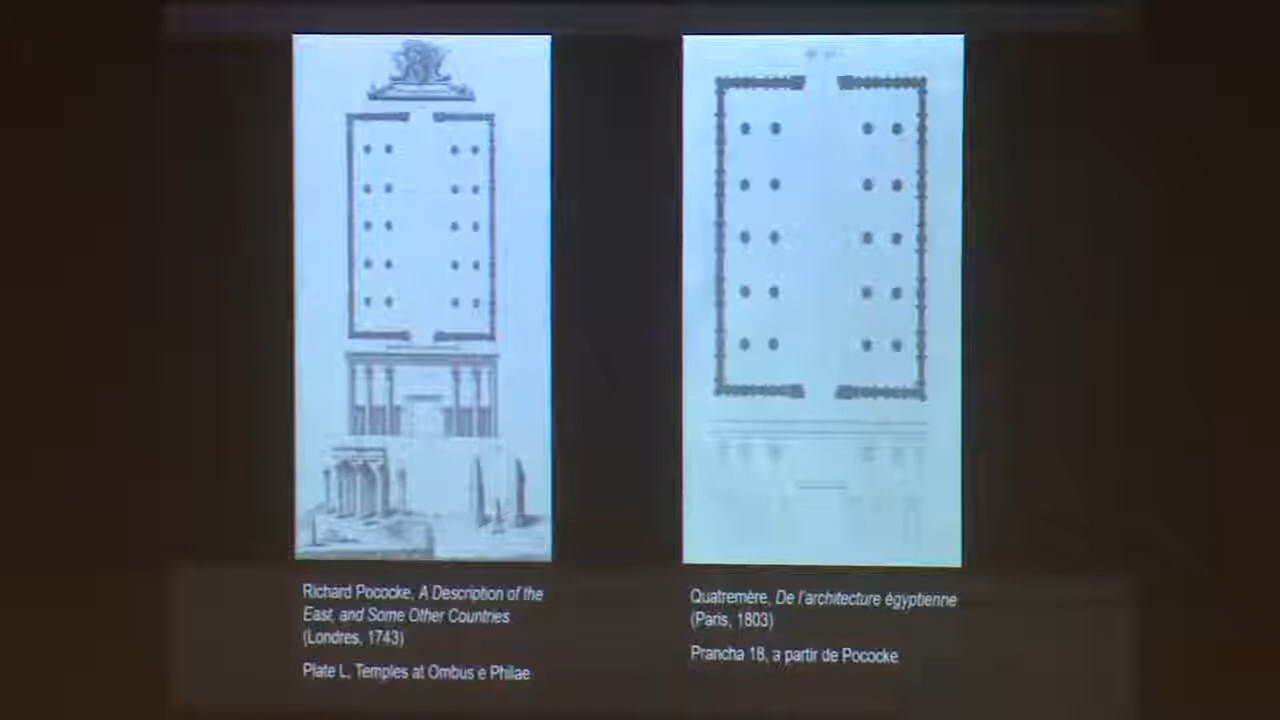 Richard Pococke, A Description of the
East, and Some Other Countries
(Londres, 1743)
Plate L, Temples at Ombus e Philae
Quatremère, De l'architecture égyptienne
(Paris, 1803)
Prancha 18, a partir de Pococke